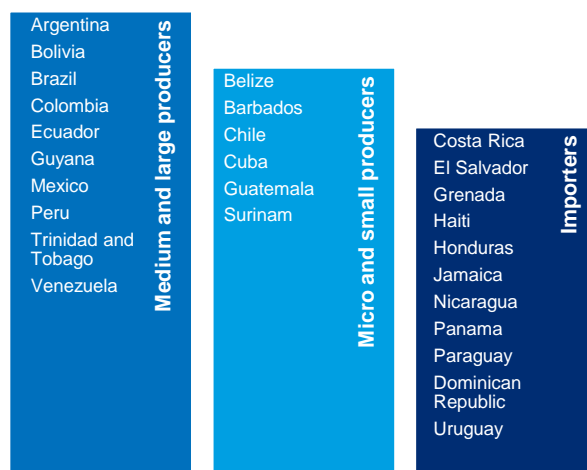 Argentina
Bolivia
Brazil
Colombia
Ecuador
Guyana
Mexico
Peru
Trinidad and
Tobago
Venezuela
Medium and large producers
Belize
Barbados
Chile
Cuba
Guatemala
Surinam
Micro and small producers
Costa Rica
El Salvador
Grenada
Haiti
Honduras
Jamaica
Nicaragua
Panama
Paraguay
Dominican
Republic
Uruguay
Importers